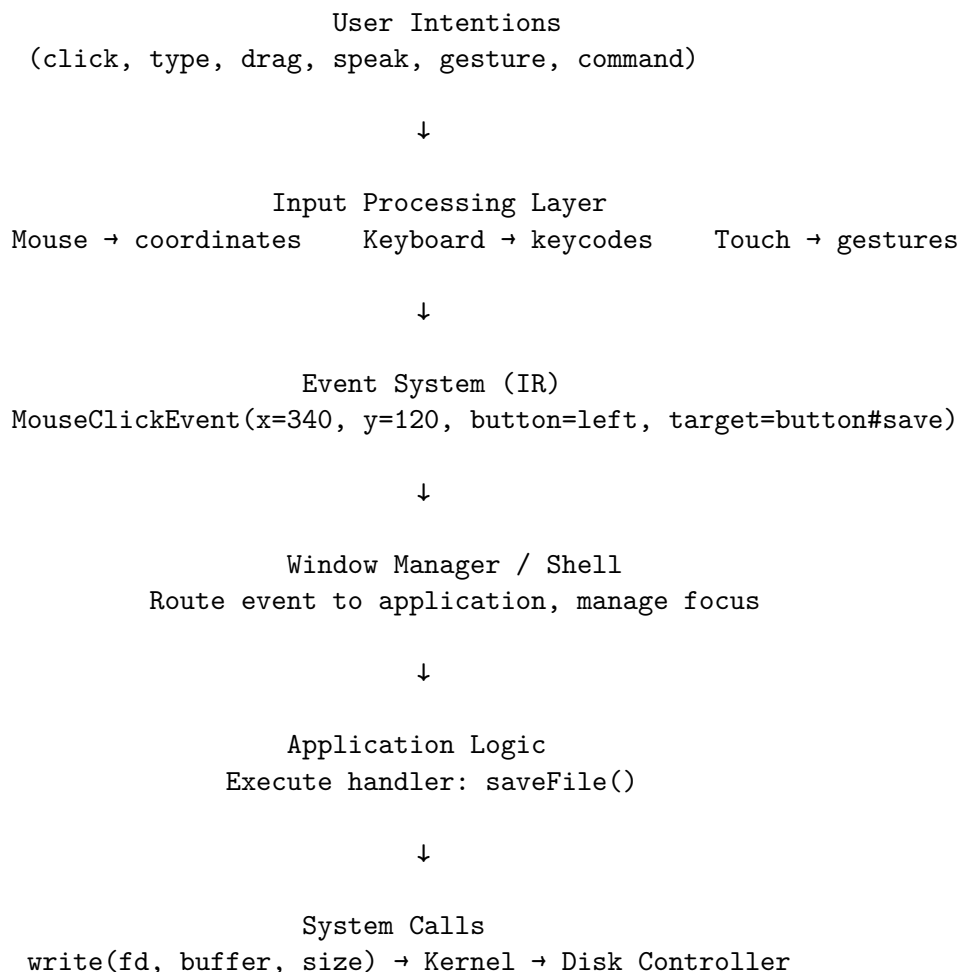 User Intentions
(click, type, drag, speak, gesture, command)
↓
Input Processing Layer
Mouse → coordinates    Keyboard → keycodes    Touch → gestures
↓
Event System (IR)
MouseClickEvent(x=340, y=120, button=left, target=button#save)
↓
Window Manager / Shell
Route event to application, manage focus
↓
Application Logic
Execute handler: saveFile()
↓
System Calls
write(fd, buffer, size) → Kernel → Disk Controller